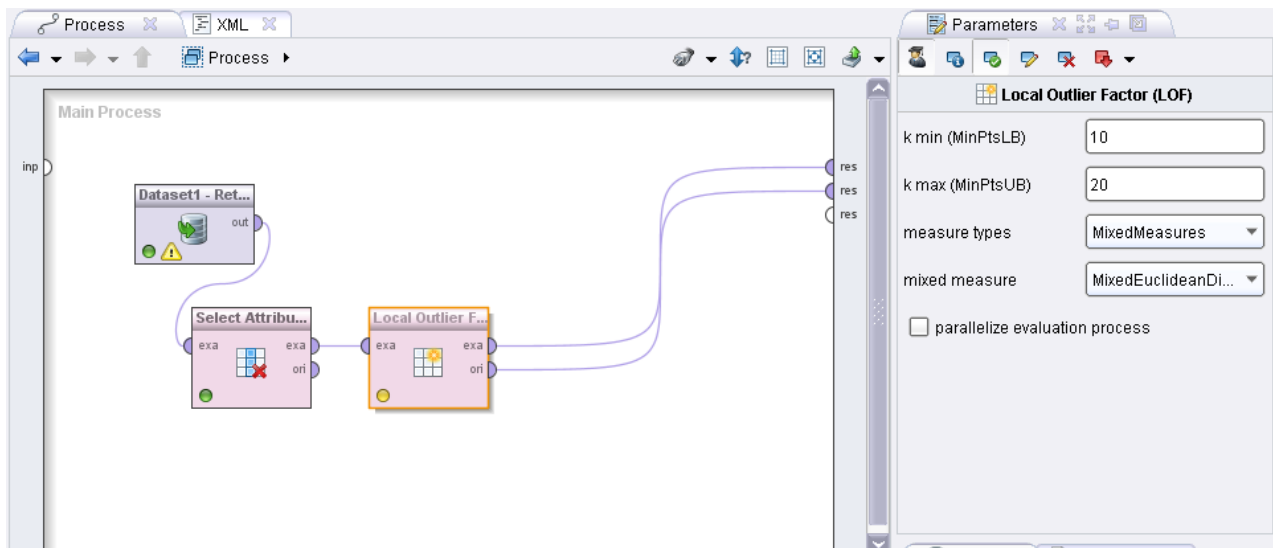 Process
XML
Process
Main Process
inp
Dataset1 - Ret...
out
Select Attribu...
exa
exa
ori
Local Outlier F...
exa
exa
ori
res
res
res
Parameters
Local Outlier Factor (LOF)
k min (MinPtsLB)
10
k max (MinPtsUB)
20
measure types
MixedMeasures
mixed measure
MixedEuclideanDi...
parallelize evaluation process